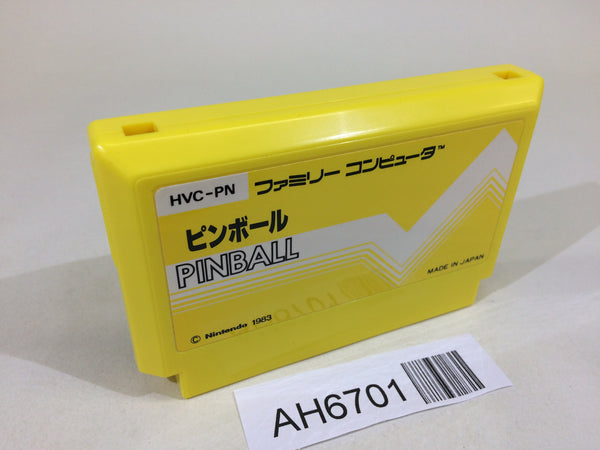 HVC-PN ファミリー コンピュータ™
ピンボール
PINBALL
MADE IN JAPAN
© Nintendo 1983
AH6701